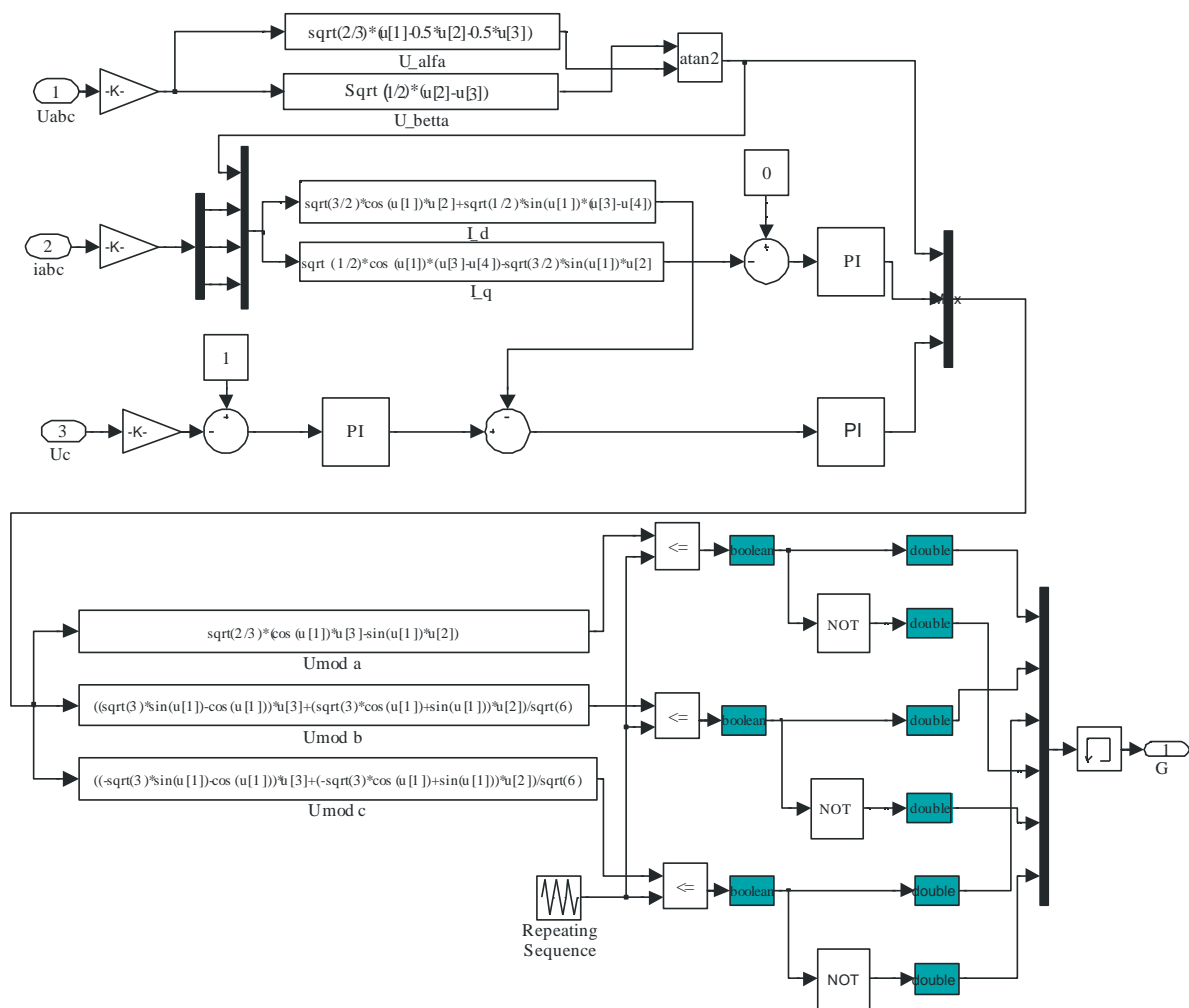 sqrt(2/3)*(u[1]-0.5*u[2]-0.5*u[3])
U_alfa
atan2
1
-K-
Sqrt (1/2)*(u[2]-u[3])
Uabc
U_betta
0
sqrt(3/2)*cos(u[1])*u[2]+sqrt(1/2)*sin(u[1])*(u[3]-u[4])
I_d
2
-K-
iabc
sqrt (1/2)*cos (u[1])*(u[3]-u[4])-sqrt(3/2)*sin(u[1])*u[2]
I_q
+
-
PI
1
+
-
3
-K-
Uc
PI
-
+
PI
<=
boolean
double
NOT
double
sqrt(2/3)*(cos (u[1])*u[3]-sin(u[1])*u[2])
Umod a
((sqrt(3)*sin(u[1])-cos (u[1]))*u[3]+(sqrt(3)*cos(u[1])+sin(u[1]))*u[2])/sqrt(6)
Umod b
<=
boolean
double
1
G
((-sqrt(3)*sin(u[1])-cos (u[1]))*u[3]+(-sqrt(3)*cos (u[1])+sin(u[1]))*u[2])/sqrt(6)
Umod c
NOT
double
<=
boolean
double
Repeating
Sequence
NOT
double